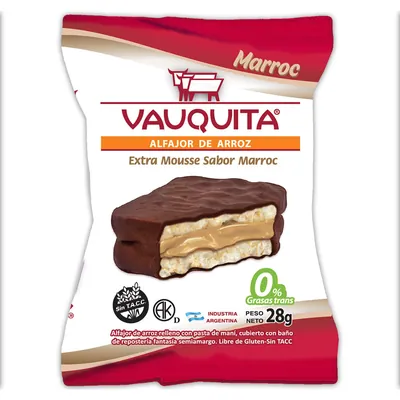 Marroc
VAUQUITA®
ALFAJOR DE ARROZ
Extra Mousse Sabor Marroc
0%
Grasas trans
Sin T.A.C.C.
D
INDUSTRIA
ARGENTINA
PESO
NETO 28g
Alfajor de arroz relleno con pasta de maní, cubierto con baño
de repostería fantasía semiamargo. Libre de Gluten-Sin TACC